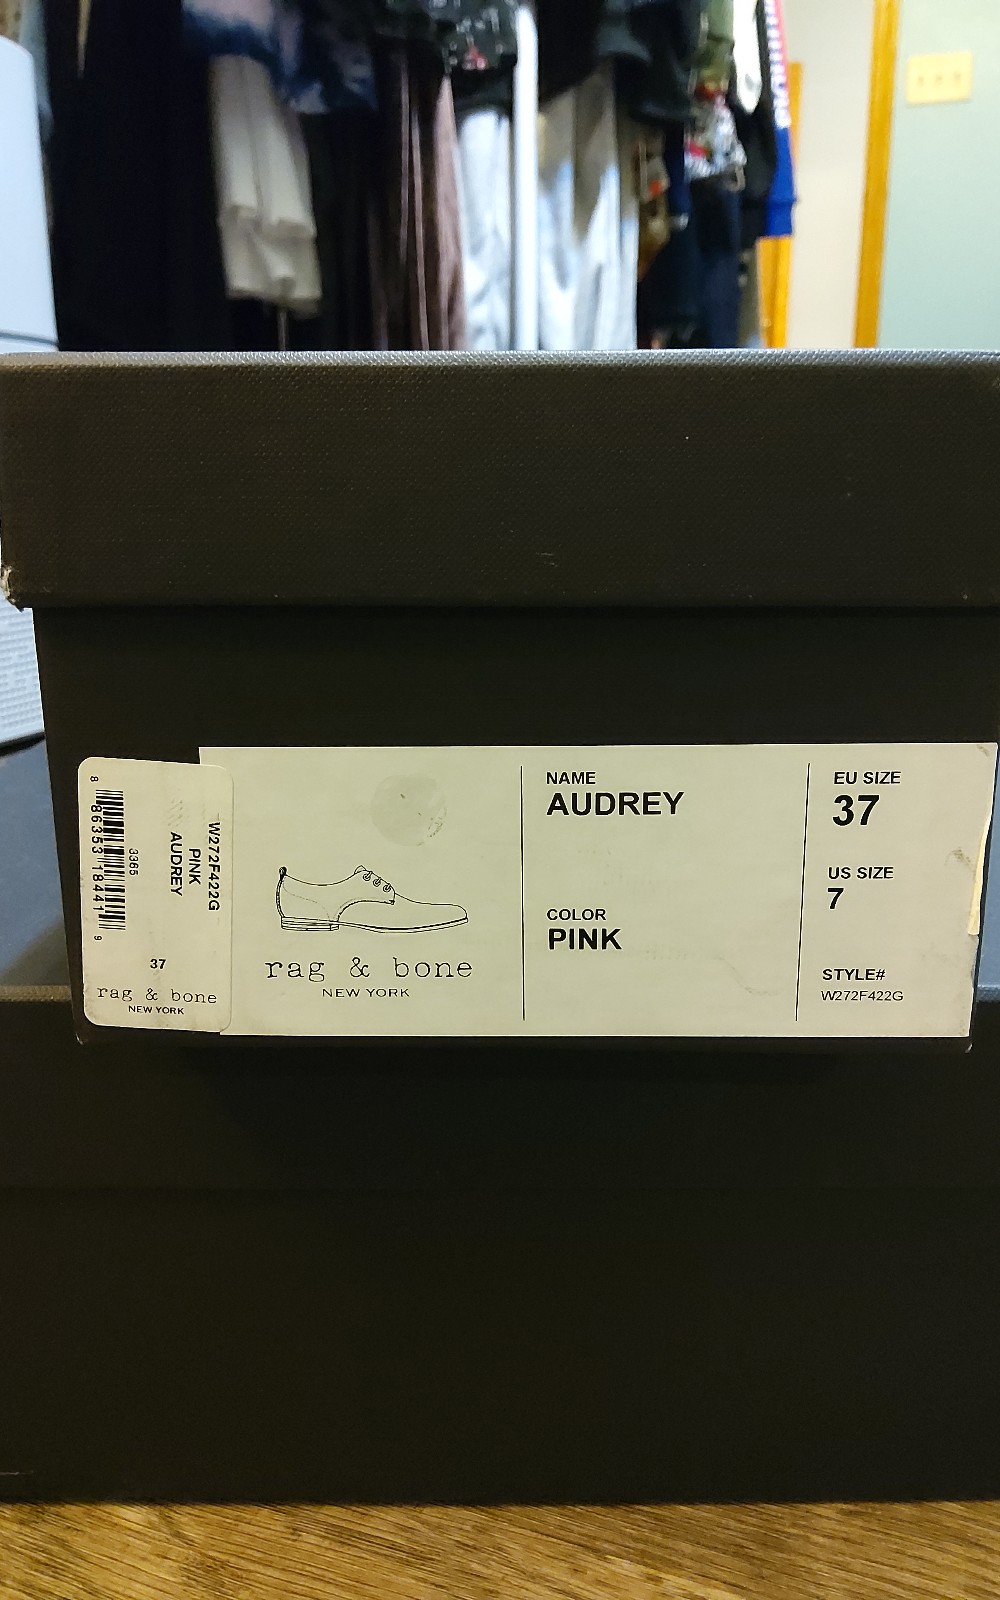 W272F422G
PINK
AUDREY
3365
8 86353 18441 9
37
rag & bone
NEW YORK
rag & bone
NEW YORK
NAME
AUDREY
COLOR
PINK
EU SIZE
37
US SIZE
7
STYLE#
W272F422G